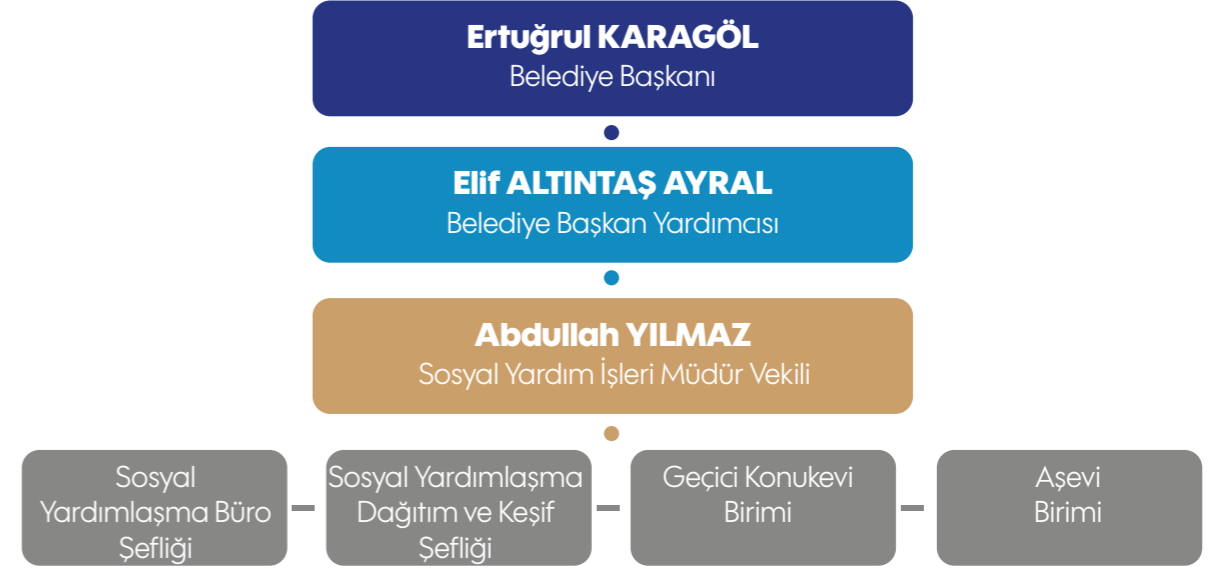 Ertuğrul KARAGÖL
Belediye Başkanı
Elif ALTINTAŞ AYRAL
Belediye Başkan Yardımcısı
Abdullah YILMAZ
Sosyal Yardım İşleri Müdür Vekili
Sosyal
Yardımlaşma Büro
Şefliği
Sosyal Yardımlaşma
Dağıtım ve Keşif
Şefliği
Geçici Konukevi
Birimi
Aşevi
Birimi